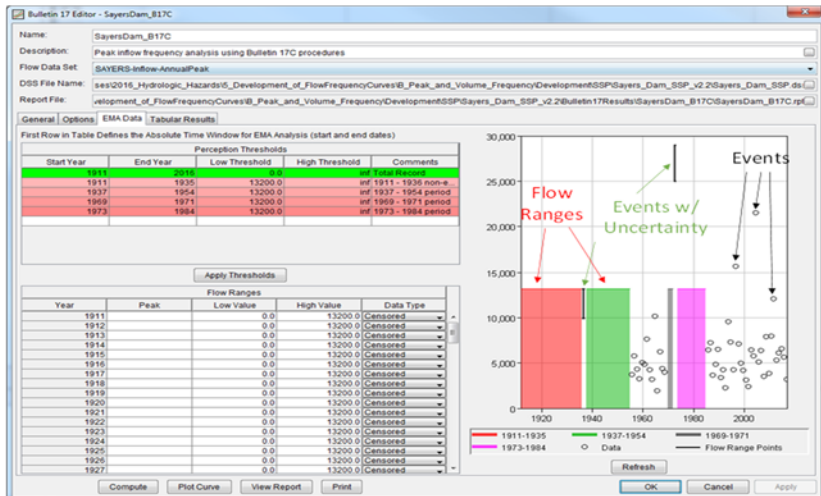 Bulletin 17 Editor - SayersDam_B17C
Name: SayersDam_B17C
Description: Peak inflow frequency analysis using Bulletin 17C procedures
Flow Data Set: SAYERS-Inflow-AnnualPeak
DSS File Name: ses\2016_Hydrologic_Hazards\5_Development_of_FlowFrequencyCurves\B_Peak_and_Volume_Frequency\Development\SSP\Sayers_Dam_SSP_v2.2\Sayers_Dam_SSP.ds
Report File: velopment_of_FlowFrequencyCurves\B_Peak_and_Volume_Frequency\Development\SSP\Sayers_Dam_SSP_v2.2\Bulletin17Results\SayersDam_B17C\SayersDam_B17C.rp
General Options EMA Data Tabular Results
First Row in Table Defines the Absolute Time Window for EMA Analysis (start and end dates)
Perception Thresholds
Start Year End Year Low Threshold High Threshold Comments
1911 2016 0.0 inf Total Record
1911 1935 13200.0 inf 1911 - 1936 non-e...
1937 1954 13200.0 inf 1937 - 1954 period
1969 1971 13200.0 inf 1969 - 1971 period
1973 1984 13200.0 inf 1973 - 1984 period
Apply Thresholds
Flow Ranges
Year Peak Low Value High Value Data Type
1911 0.0 13200.0 Censored
1912 0.0 13200.0 Censored
1913 0.0 13200.0 Censored
1914 0.0 13200.0 Censored
1915 0.0 13200.0 Censored
1916 0.0 13200.0 Censored
1917 0.0 13200.0 Censored
1918 0.0 13200.0 Censored
1919 0.0 13200.0 Censored
1920 0.0 13200.0 Censored
1921 0.0 13200.0 Censored
1922 0.0 13200.0 Censored
1923 0.0 13200.0 Censored
1924 0.0 13200.0 Censored
1925 0.0 13200.0 Censored
1926 0.0 13200.0 Censored
1927 0.0 13200.0 Censored
30,000
25,000
20,000
15,000
10,000
5,000
0
1920 1940 1960 1980 2000
Flow
Ranges
Events w/
Uncertainty
Events
1911-1935 1937-1954 1969-1971
1973-1984 Data Flow Range Points
Refresh
Compute Plot Curve View Report Print OK Cancel Apply